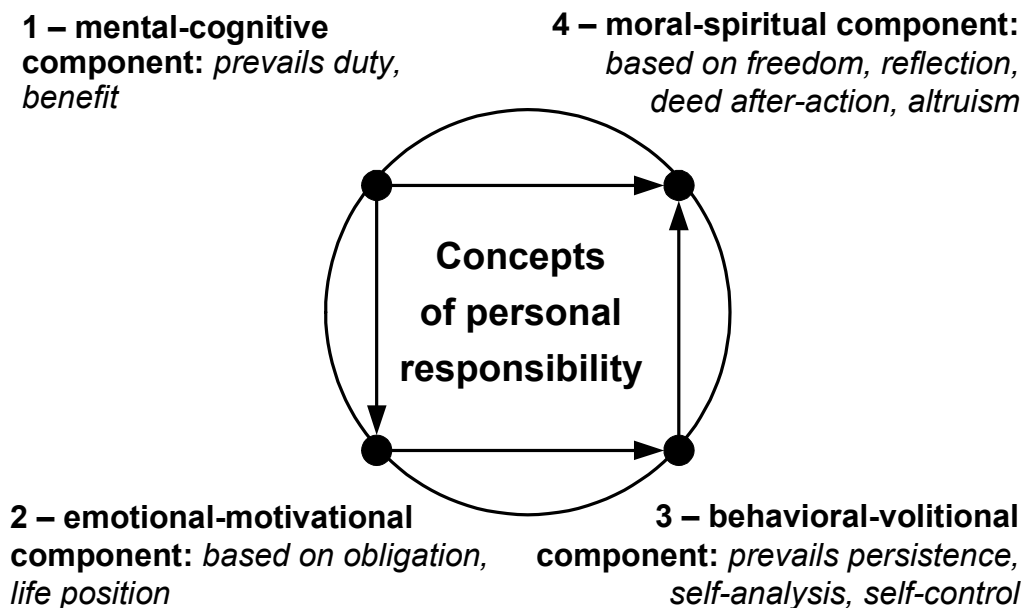 1 – mental-cognitive
component: prevails duty,
benefit
4 – moral-spiritual component:
based on freedom, reflection,
deed after-action, altruism
Concepts
of personal
responsibility
2 – emotional-motivational
component: based on obligation,
life position
3 – behavioral-volitional
component: prevails persistence,
self-analysis, self-control